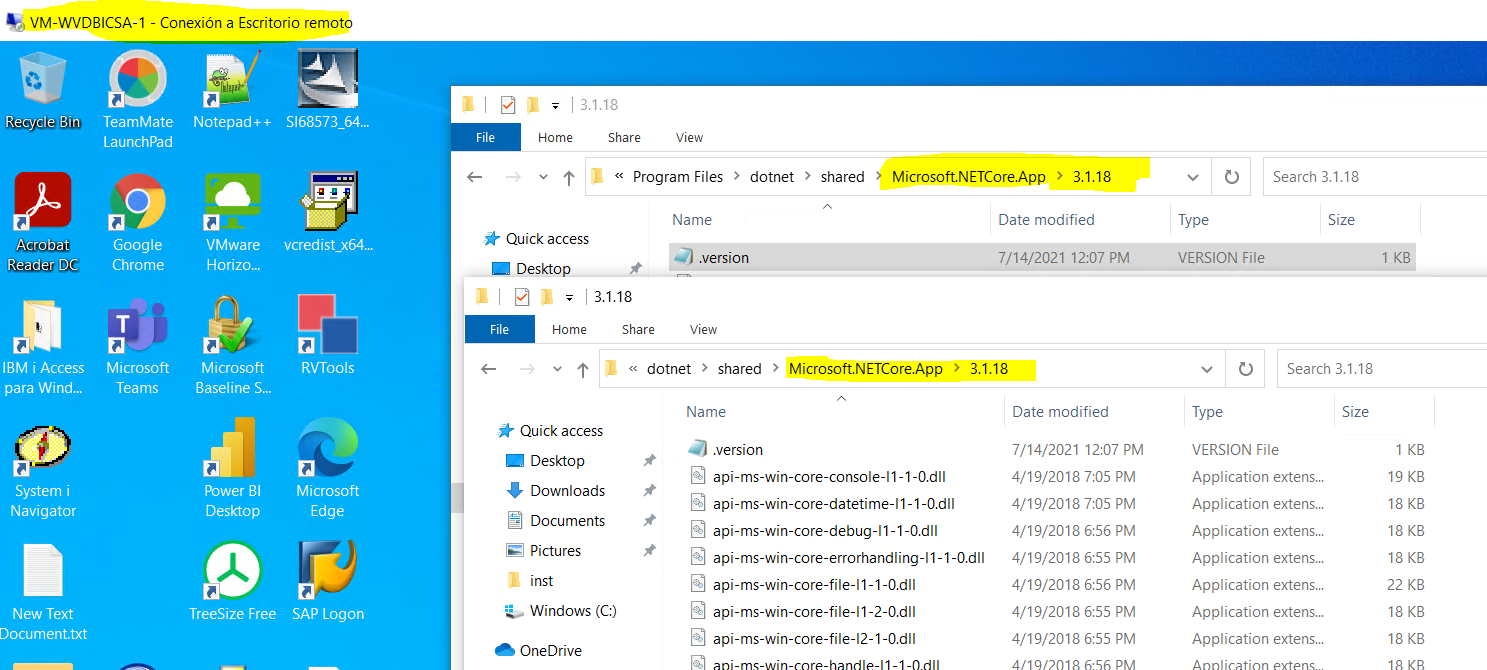 VM-WVDBICSA-1 - Conexión a Escritorio remoto
Recycle Bin
TeamMate
LaunchPad
Notepad++
SI68573_64...
Acrobat
Reader DC
Google
Chrome
VMware
Horizo...
vcredist_x64...
IBM i Access
para Wind...
Microsoft
Teams
Microsoft
Baseline S...
RVTools
System i
Navigator
Power BI
Desktop
Microsoft
Edge
New Text
Document.txt
TreeSize Free
SAP Logon
3.1.18
File Home Share View
« Program Files > dotnet > shared > Microsoft.NETCore.App > 3.1.18
Search 3.1.18
Name Date modified Type Size
Quick access
Desktop
.version 7/14/2021 12:07 PM VERSION File 1 KB
3.1.18
File Home Share View
« dotnet > shared > Microsoft.NETCore.App > 3.1.18
Search 3.1.18
Quick access
Desktop
Downloads
Documents
Pictures
inst
Windows (C:)
OneDrive
Name Date modified Type Size
.version 7/14/2021 12:07 PM VERSION File 1 KB
api-ms-win-core-console-l1-1-0.dll 4/19/2018 7:05 PM Application extens... 19 KB
api-ms-win-core-datetime-l1-1-0.dll 4/19/2018 7:05 PM Application extens... 18 KB
api-ms-win-core-debug-l1-1-0.dll 4/19/2018 6:56 PM Application extens... 18 KB
api-ms-win-core-errorhandling-l1-1-0.dll 4/19/2018 6:55 PM Application extens... 18 KB
api-ms-win-core-file-l1-1-0.dll 4/19/2018 6:56 PM Application extens... 22 KB
api-ms-win-core-file-l1-2-0.dll 4/19/2018 6:55 PM Application extens... 18 KB
api-ms-win-core-file-l2-1-0.dll 4/19/2018 6:56 PM Application extens... 18 KB
api-ms-win-core-handle-l1-1-0.dll 4/19/2018 6:55 PM Application extens... 18 KB